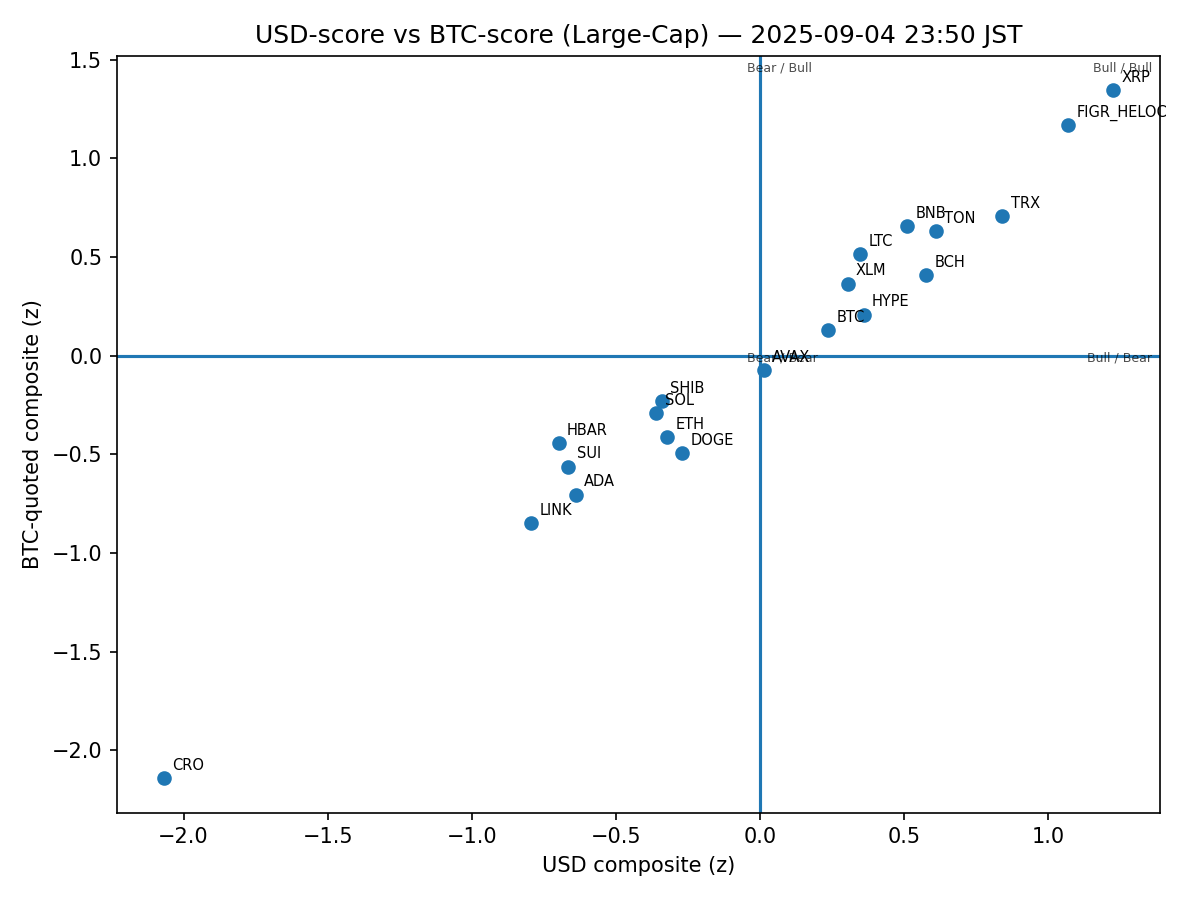 USD-score vs BTC-score (Large-Cap) — 2025-09-04 23:50 JST
1.5
1.0
0.5
0.0
−0.5
−1.0
−1.5
−2.0
BTC-quoted composite (z)
Bear / Bull
Bull / Bull
XRP
FIGR_HELOC
TRX
BNB
TON
LTC
BCH
XLM
HYPE
BTC
AVAX
Bear / Bear
Bull / Bear
SHIB
SOL
ETH
HBAR
DOGE
SUI
ADA
LINK
CRO
−2.0
−1.5
−1.0
−0.5
0.0
0.5
1.0
USD composite (z)